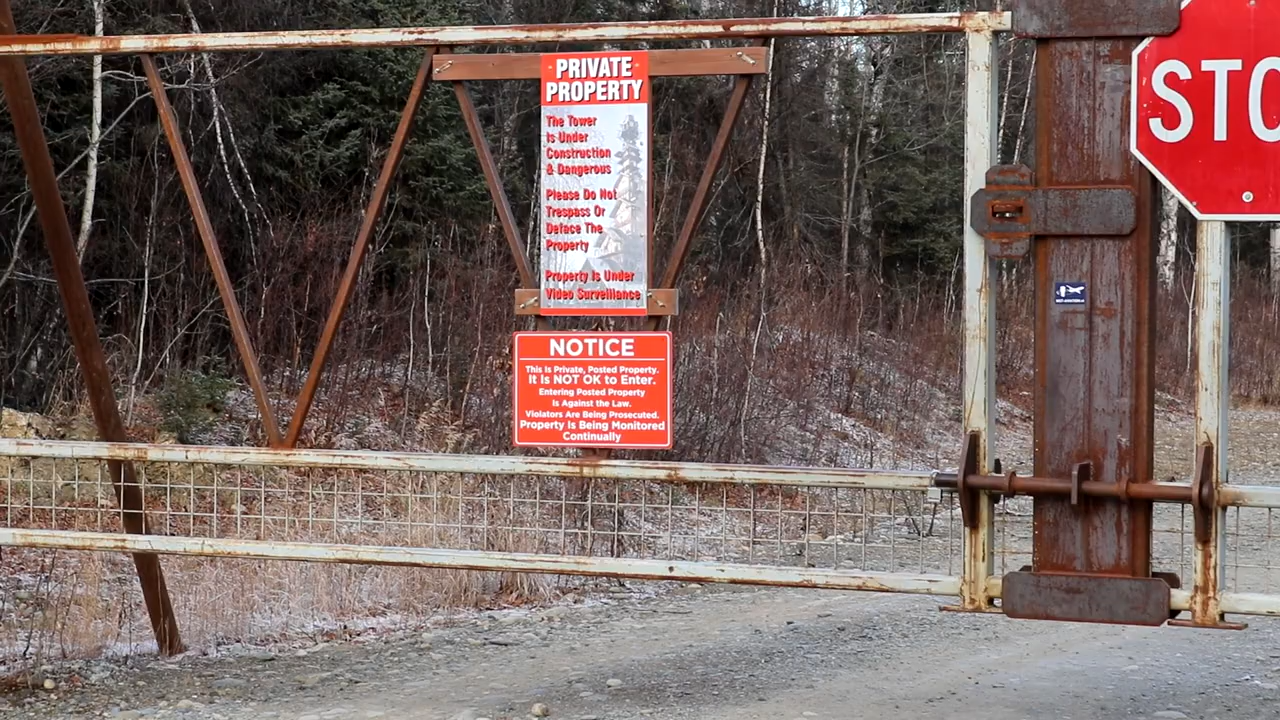 PRIVATE
PROPERTY
The Tower
Is Under
Construction
& Dangerous
Please Do Not
Trespass Or
Deface The
Property
Property Is Under
Video Surveillance
NOTICE
This is Private, Posted Property.
It is NOT OK to Enter.
Entering Posted Property
is Against the Law.
Violators Are Being Prosecuted.
Property is Being Monitored
Continually
STO